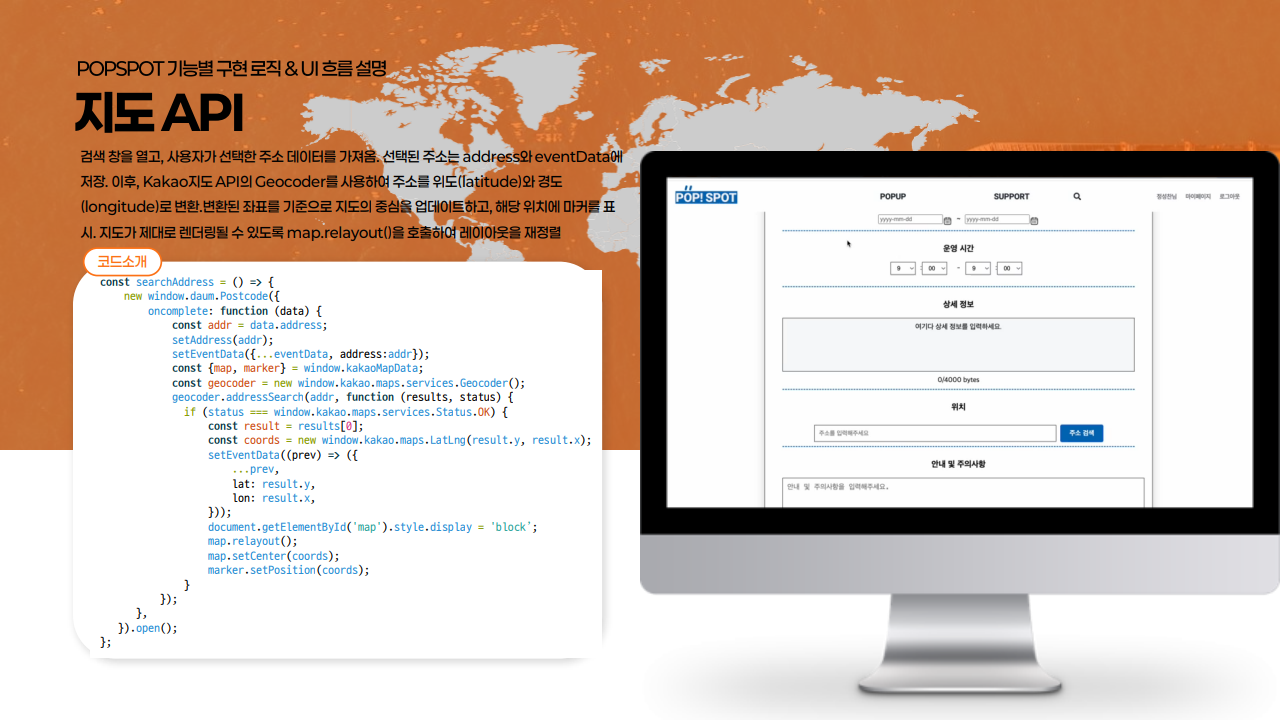 POPSPOT 기능별 구현 로직 & UI 흐름 설명
지도 API
검색 창을 열고, 사용자가 선택한 주소 데이터를 가져옴. 선택된 주소는 address와 eventData에
저장. 이후, Kakao지도 API의 Geocoder를 사용하여 주소를 위도(latitude)와 경도
(longitude)로 변환.변환된 좌표를 기준으로 지도의 중심을 업데이트하고, 해당 위치에 마커를 표
시. 지도가 제대로 렌더링될 수 있도록 map.relayout()을 호출하여 레이아웃을 재정렬
코드소개
const searchAddress = () => {
new window.daum.Postcode({
oncomplete: function (data) {
const addr = data.address;
setAddress(addr);
setEventData({...eventData, address:addr});
const {map, marker} = window.kakaoMapData;
const geocoder = new window.kakao.maps.services.Geocoder();
geocoder.addressSearch(addr, function (results, status) {
if (status === window.kakao.maps.services.Status.OK) {
const result = results[0];
const coords = new window.kakao.maps.LatLng(result.y, result.x);
setEventData((prev) => ({
...prev,
lat: result.y,
lon: result.x,
}));
document.getElementById('map').style.display = 'block';
map.relayout();
map.setCenter(coords);
marker.setPosition(coords);
}
});
},
}).open();
};
POP! SPOT
POPUP
SUPPORT
마이페이지
로그아웃
yyyy-mm-dd ~ yyyy-mm-dd
운영 시간
9 : 00 ~ 9 : 00
상세 정보
여기다 상세 정보를 입력하세요.
0/4000 bytes
위치
주소를 입력해주세요
주소 검색
안내 및 주의사항
안내 및 주의사항을 입력해주세요.